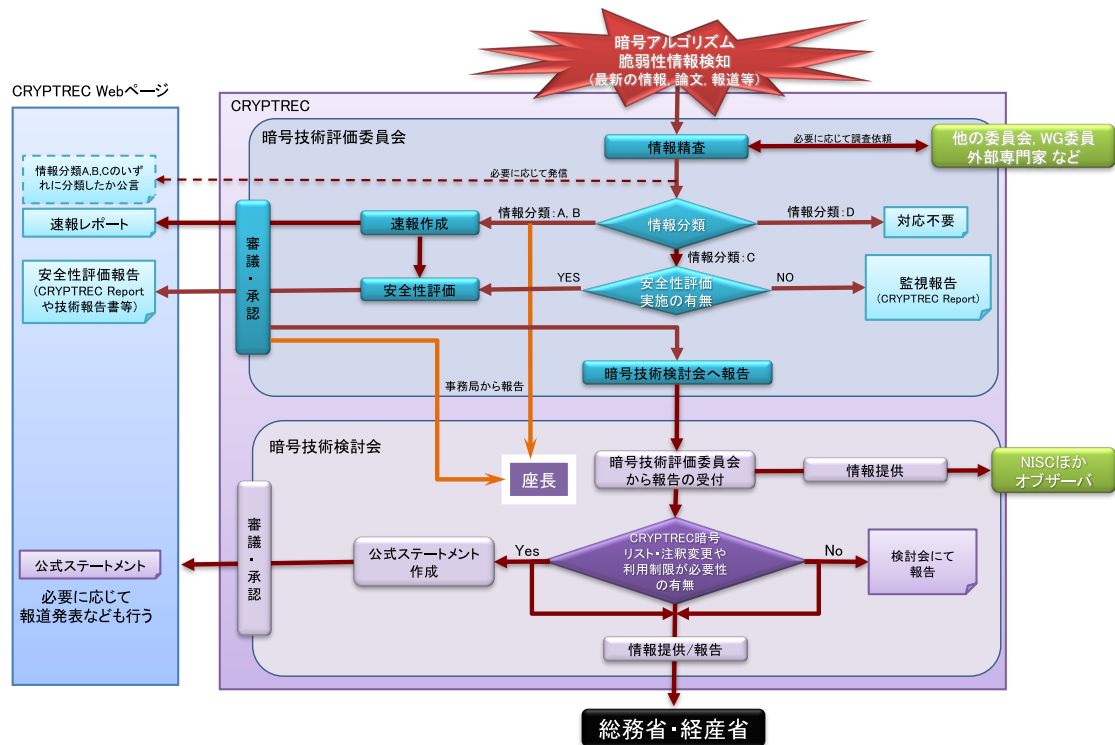 暗号アルゴリズム
脆弱性情報検知
(最新の情報, 論文, 報道等)
CRYPTREC Webページ
CRYPTREC
暗号技術評価委員会
情報精査
必要に応じて調査依頼
他の委員会, WG委員
外部専門家 など
情報分類A,B,Cのいず
れに分類したか公言
必要に応じて発信
速報レポート
審議・承認
速報作成
情報分類：A, B
情報分類
情報分類：D
対応不要
情報分類：C
安全性評価報告
(CRYPTREC Report
や技術報告書等)
安全性評価
YES
安全性評価
実施の有無
NO
監視報告
(CRYPTREC Report)
暗号技術検討会へ報告
事務局から報告
暗号技術検討会
座長
暗号技術評価委員会
から報告の受付
情報提供
NISCほか
オブザーバ
審議・承認
公式ステートメント
公式ステートメント
作成
Yes
CRYPTREC暗号
リスト・注釈変更や
利用制限が必要性
の有無
No
検討会にて
報告
必要に応じて
報道発表なども行う
情報提供/報告
総務省・経産省